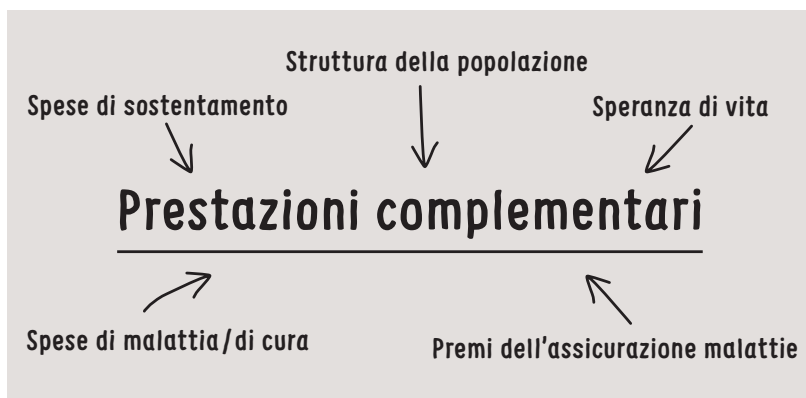 Struttura della popolazione
Spese di sostentamento
Speranza di vita
Prestazioni complementari
Spese di malattia/di cura
Premi dell'assicurazione malattie